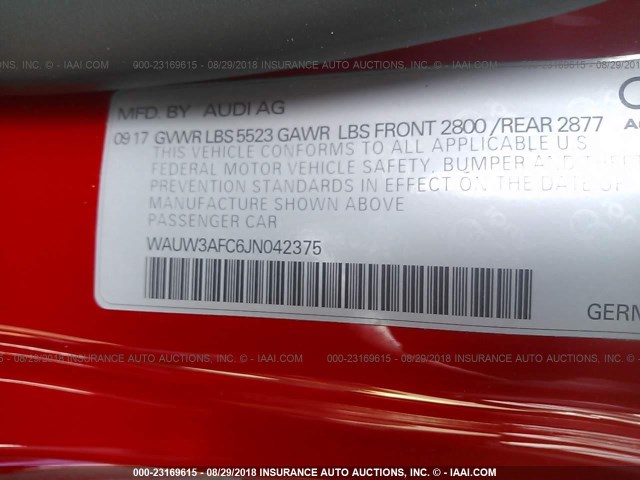 000-23169615 - 08/29/2018 INSURANCE AUTO AUCTIONS, INC. © - IAAI.COM
MFD. BY AUDI AG
09 17 GVWR LBS 5523 GAWR LBS FRONT 2800 /REAR 2877
THIS VEHICLE CONFORMS TO ALL APPLICABLE U S
FEDERAL MOTOR VEHICLE SAFETY, BUMPER AND THEFT
PREVENTION STANDARDS IN EFFECT ON THE DATE OF
MANUFACTURE SHOWN ABOVE
PASSENGER CAR
WAUW3AFC6JN042375
000-23169615 - 08/29/2018 INSURANCE AUTO AUCTIONS, INC. © - IAAI.COM
000-23169615 - 08/29/2018 INSURANCE AUTO AUCTIONS, INC. © - IAAI.COM